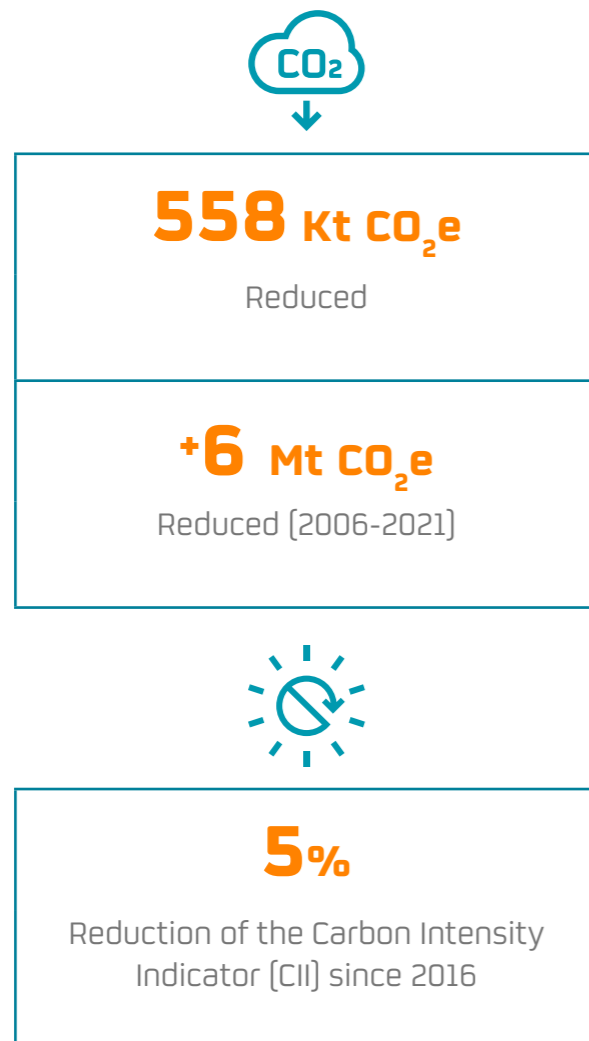 CO₂
558 Kt CO₂e
Reduced
+6 Mt CO₂e
Reduced (2006-2021)
5%
Reduction of the Carbon Intensity
Indicator (CII) since 2016